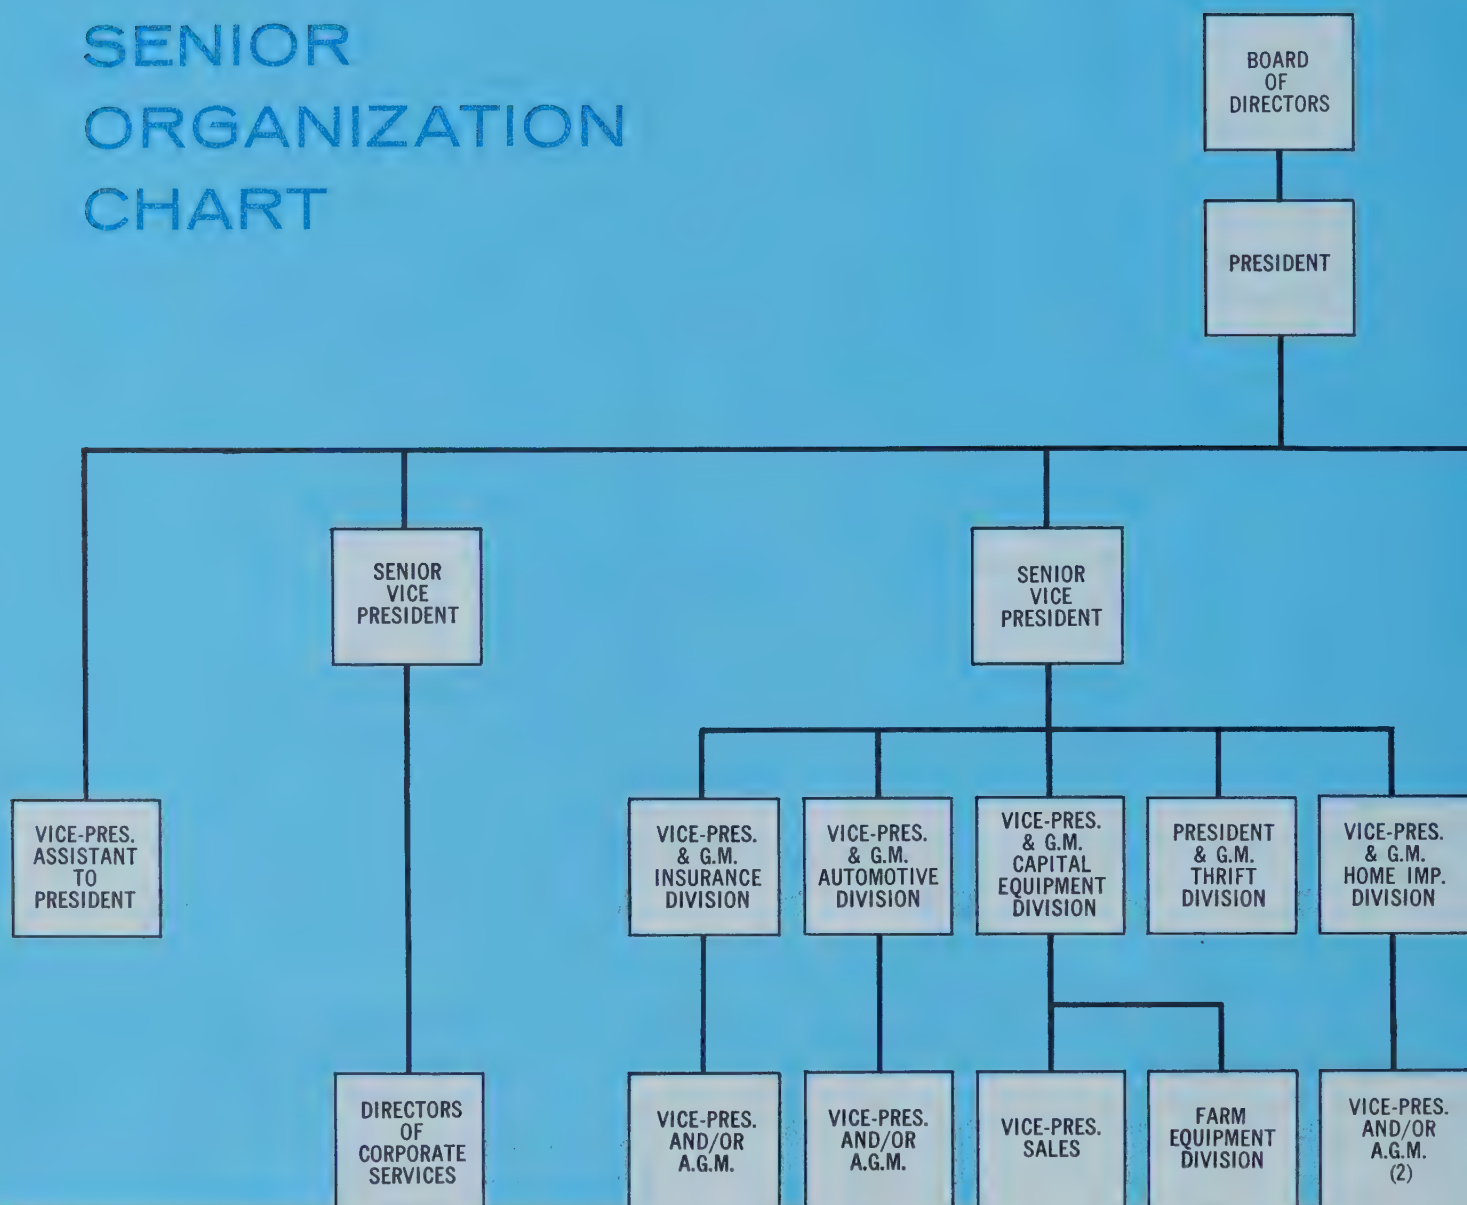 SENIOR
ORGANIZATION
CHART
BOARD
OF
DIRECTORS
PRESIDENT
SENIOR
VICE
PRESIDENT
SENIOR
VICE
PRESIDENT
VICE-PRES.
ASSISTANT
TO
PRESIDENT
VICE-PRES.
& G.M.
INSURANCE
DIVISION
VICE-PRES.
& G.M.
AUTOMOTIVE
DIVISION
VICE-PRES.
& G.M.
CAPITAL
EQUIPMENT
DIVISION
PRESIDENT
& G.M.
THRIFT
DIVISION
VICE-PRES.
& G.M.
HOME IMP.
DIVISION
DIRECTORS
OF
CORPORATE
SERVICES
VICE-PRES.
AND/OR
A.G.M.
VICE-PRES.
AND/OR
A.G.M.
VICE-PRES.
SALES
FARM
EQUIPMENT
DIVISION
VICE-PRES.
AND/OR
A.G.M.
(2)